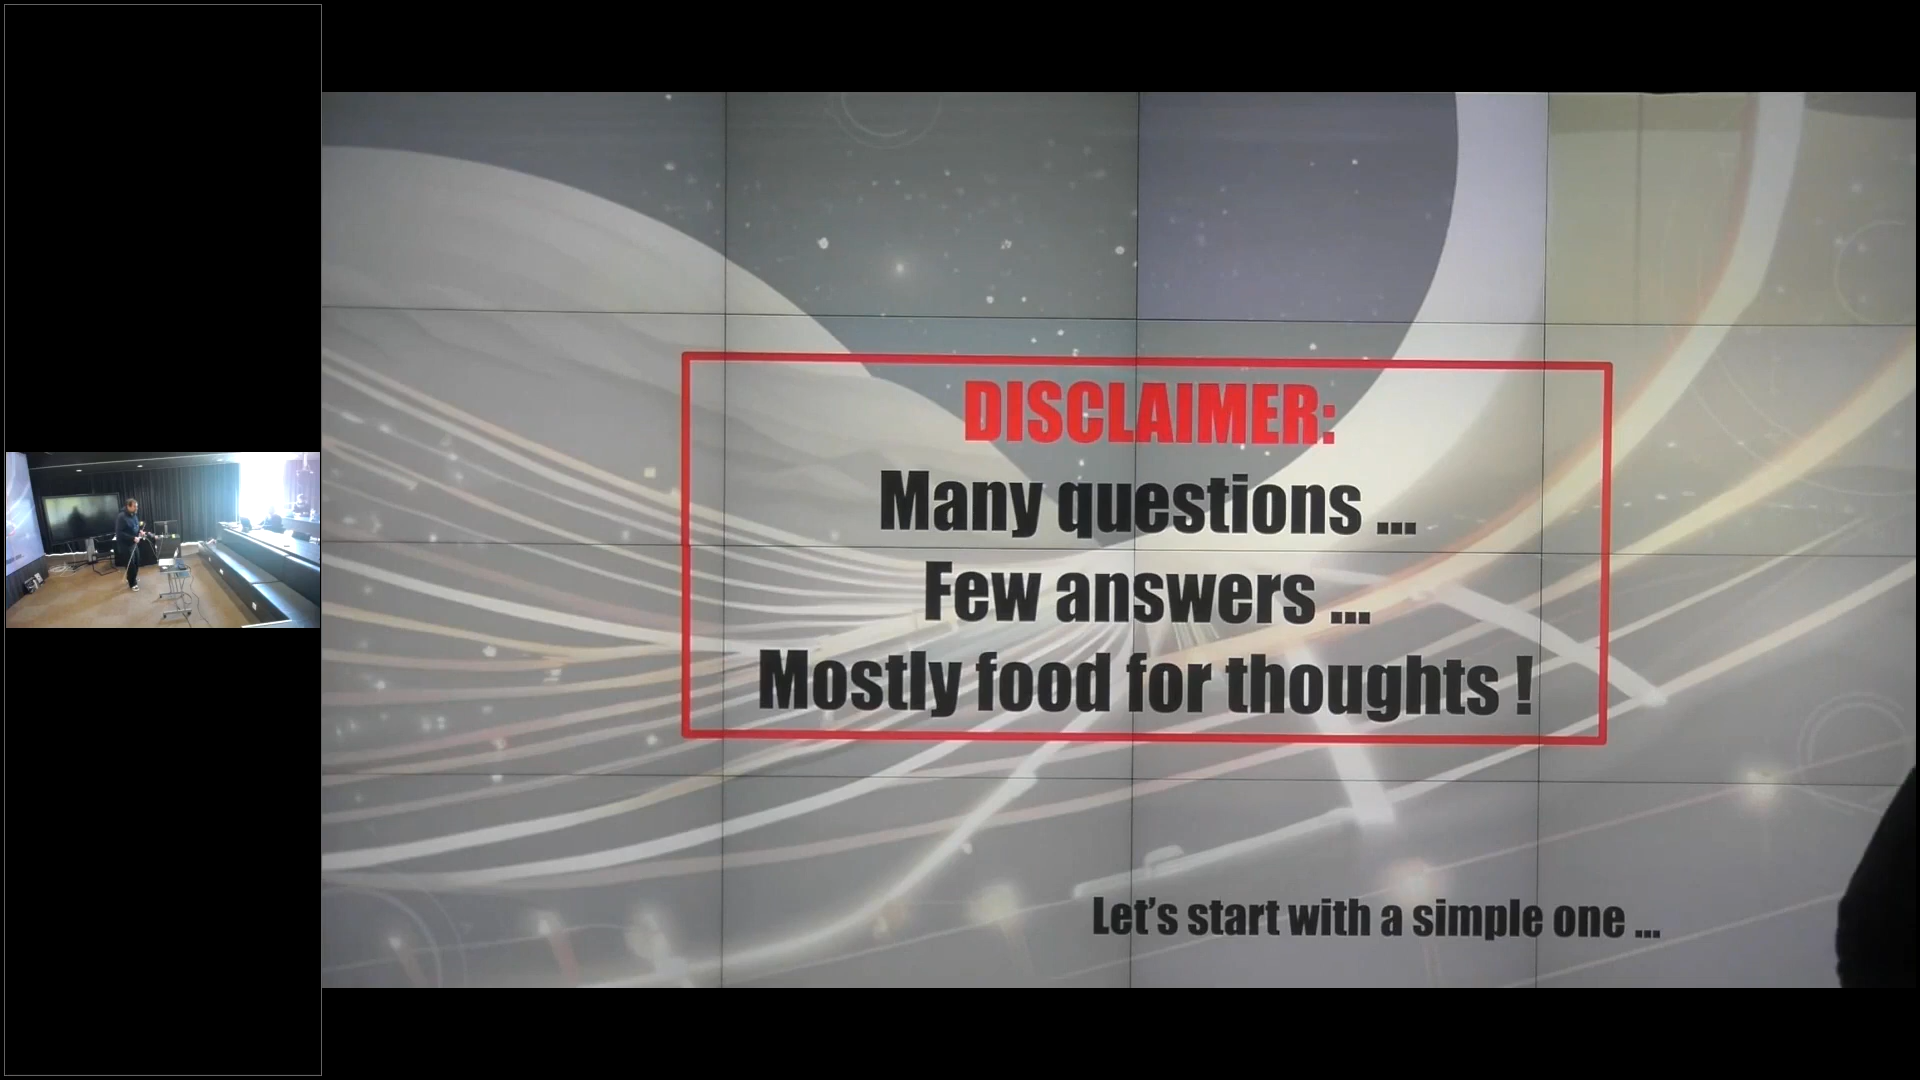 DISCLAIMER:
Many questions ...
Few answers ...
Mostly food for thoughts !
Let's start with a simple one ...